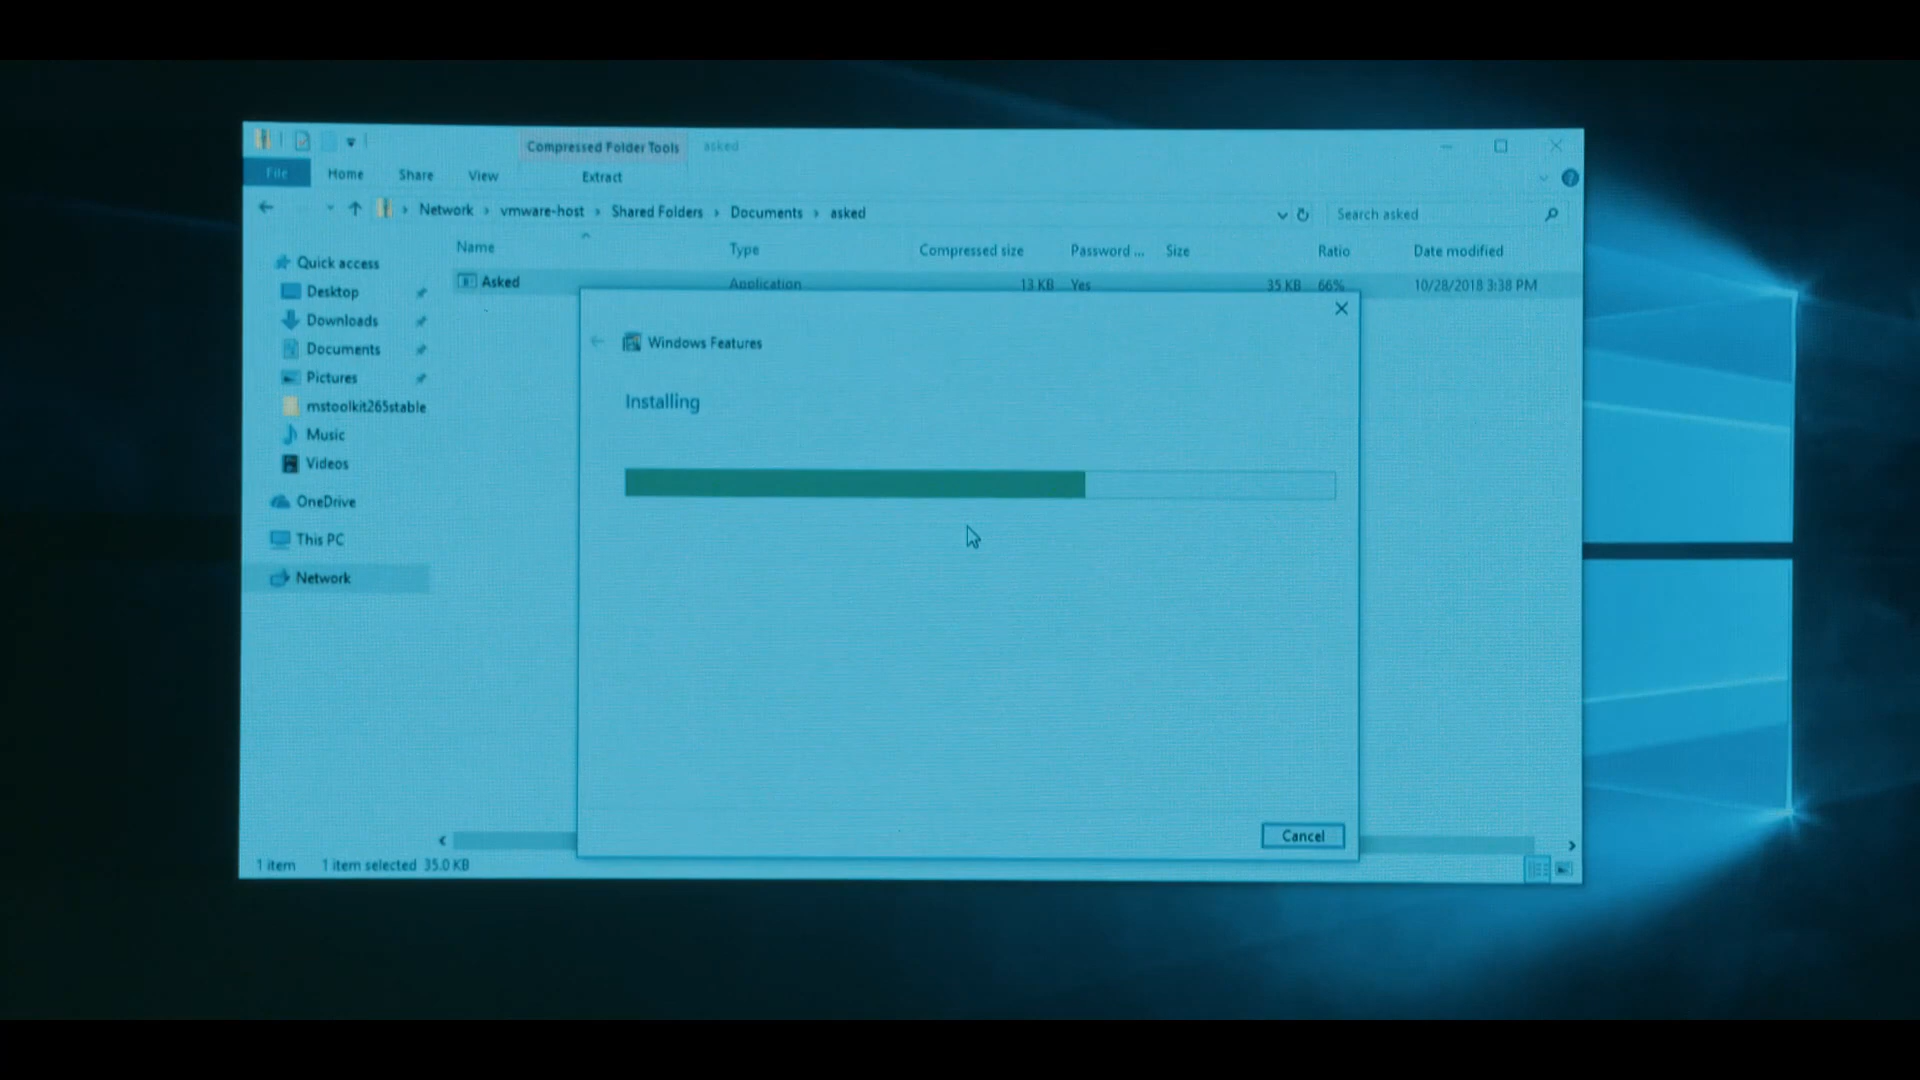 Compressed Folder Tools asked
File Home Share View Extract
Network › vmware-host › Shared Folders › Documents › asked
Search asked
Name Type Compressed size Password ... Size Ratio Date modified
Asked Application 13 KB Yes 35 KB 66% 10/28/2018 3:38 PM
Quick access
Desktop
Downloads
Documents
Pictures
mstoolkit265stable
Music
Videos
OneDrive
This PC
Network
Windows Features
Installing
Cancel
1 item 1 item selected 35.0 KB